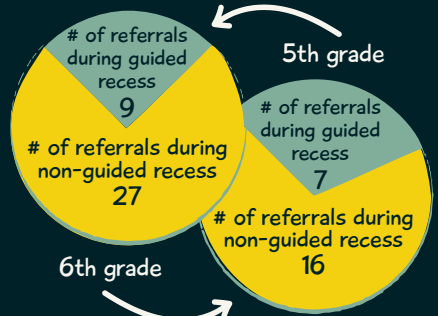 # of referrals
during guided
recess
9
# of referrals during
non-guided recess
27
5th grade
# of referrals
during guided
recess
7
# of referrals during
non-guided recess
16
6th grade